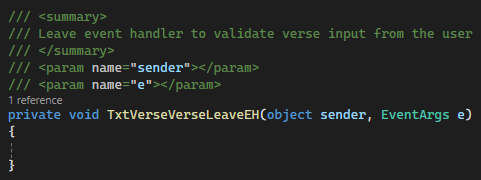 /// <summary>
/// Leave event handler to validate verse input from the user
/// </summary>
/// <param name="sender"></param>
/// <param name="e"></param>
1 reference
private void TxtVerseVerseLeaveEH(object sender, EventArgs e)
{
}